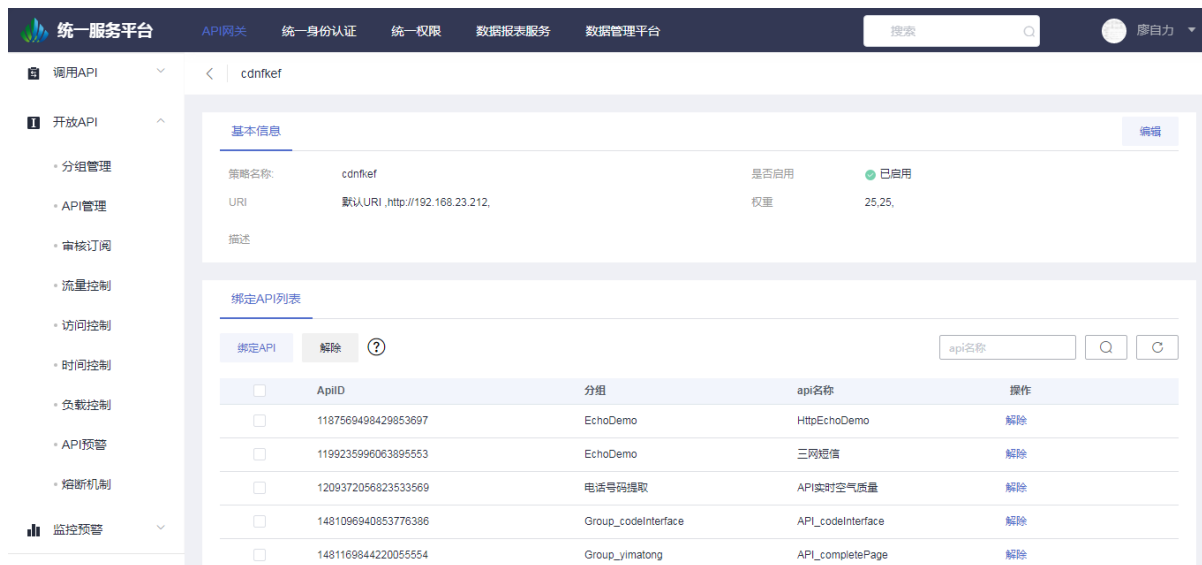 统一服务平台 API网关 统一身份认证 统一权限 数据报表服务 数据管理平台 搜索 廖自力
调用API
开放API
分组管理
API管理
审核订阅
流量控制
访问控制
时间控制
负载控制
API预警
熔断机制
监控预警
cdnfkef
基本信息 编辑
策略名称: cdnfkef 是否启用 已启用
URI 默认URI ,http://192.168.23.212, 权重 25,25,
描述
绑定API列表
绑定API 解除 ? api名称
ApiID 分组 api名称 操作
1187569498429853697 EchoDemo HttpEchoDemo 解除
1199235996063895553 EchoDemo 三网短信 解除
1209372056823533569 电话号码提取 API实时空气质量 解除
1481096940853776386 Group_codeInterface API_codeInterface 解除
1481169844220055554 Group_yimatong API_completePage 解除